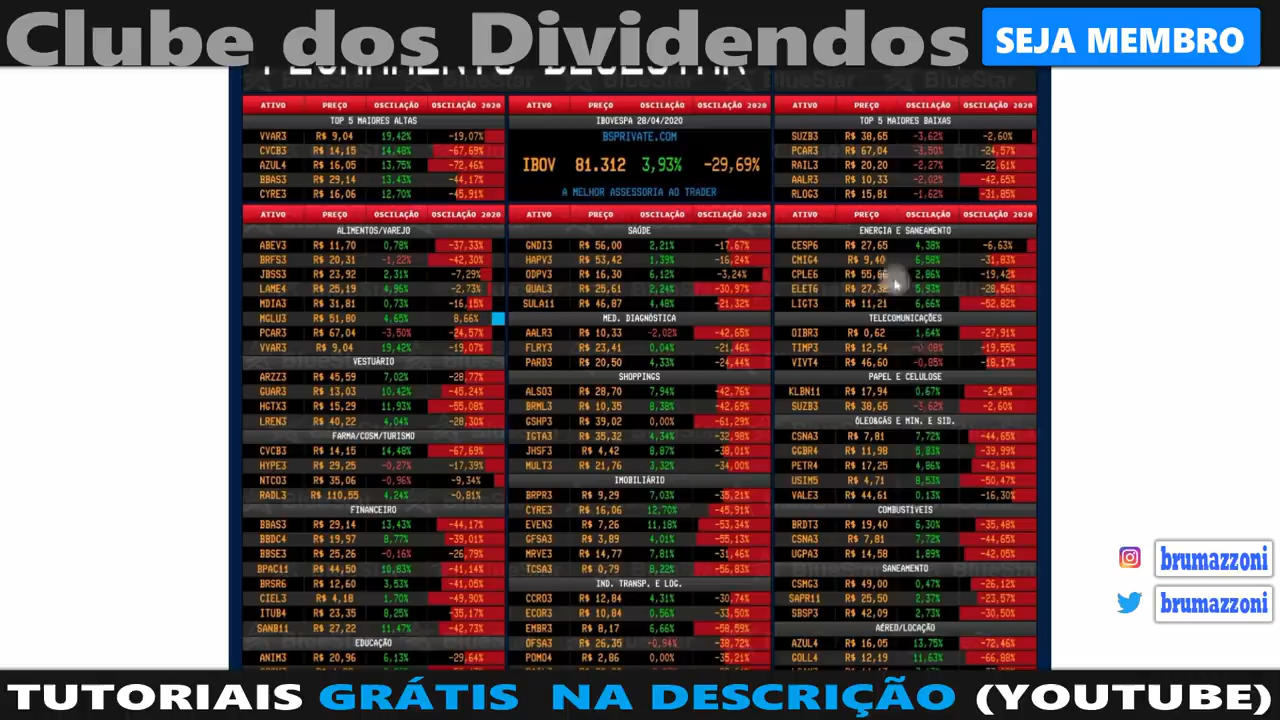 Clube dos Dividendos
SEJA MEMBRO
ATIVO PREÇO OSCILAÇÃO OSCILAÇÃO 2020
TOP 5 MAIORES ALTAS
VVAR3 R$ 9,04 19,42% -19,07%
CVCB3 R$ 14,15 14,48% -67,69%
AZUL4 R$ 16,05 13,75% -72,46%
BBAS3 R$ 29,14 13,43% -44,17%
CYRE3 R$ 16,06 12,70% -45,91%
ATIVO PREÇO OSCILAÇÃO OSCILAÇÃO 2020
IBOVESPA 28/04/2020
BSPRIVATE.COM
IBOV 81.312 3,93% -29,69%
A MELHOR ASSESSORIA AO TRADER
ATIVO PREÇO OSCILAÇÃO OSCILAÇÃO 2020
TOP 5 MAIORES BAIXAS
SUZB3 R$ 38,65 -3,62% -2,60%
PCAR3 R$ 67,04 -3,50% -24,57%
RAIL3 R$ 20,20 -2,27% -22,61%
AALR3 R$ 10,33 -2,02% -42,65%
RLOG3 R$ 15,81 -1,62% -31,85%
ATIVO PREÇO OSCILAÇÃO OSCILAÇÃO 2020
ALIMENTOS/VAREJO
ABEV3 R$ 11,70 0,78% -37,33%
BRFS3 R$ 20,31 -1,22% -42,30%
JBSS3 R$ 23,92 2,31% -7,29%
LAME4 R$ 25,19 4,96% -2,73%
MDIA3 R$ 31,81 0,73% -16,15%
MGLU3 R$ 51,80 4,65% 8,66%
PCAR3 R$ 67,04 -3,50% -24,57%
VVAR3 R$ 9,04 19,42% -19,07%
VESTUÁRIO
ARZZ3 R$ 45,59 7,02% -28,77%
GUAR3 R$ 13,03 10,42% -45,24%
HGTX3 R$ 15,29 11,93% -55,08%
LREN3 R$ 40,22 4,04% -28,30%
FARMA/COSM/TURISMO
CVCB3 R$ 14,15 14,48% -67,69%
HYPE3 R$ 29,25 -0,27% -17,39%
NTCO3 R$ 35,06 -0,96% -9,34%
RADL3 R$ 110,55 4,24% -0,81%
FINANCEIRO
BBAS3 R$ 29,14 13,43% -44,17%
BBDC4 R$ 19,97 8,77% -39,01%
BBSE3 R$ 25,26 -0,16% -26,79%
BPAC11 R$ 44,50 10,83% -41,14%
BRSR6 R$ 12,60 3,53% -41,05%
CIEL3 R$ 4,18 1,70% -49,90%
ITUB4 R$ 23,35 8,25% -35,17%
SANB11 R$ 27,22 11,47% -42,73%
EDUCAÇÃO
ANIM3 R$ 20,96 6,13% -29,64%
ATIVO PREÇO OSCILAÇÃO OSCILAÇÃO 2020
SAÚDE
GNDI3 R$ 56,00 2,21% -17,67%
HAPV3 R$ 53,42 1,39% -16,24%
ODPV3 R$ 16,30 6,12% -3,24%
QUAL3 R$ 25,61 2,24% -30,97%
SULA11 R$ 46,87 4,48% -21,32%
MED. DIAGNÓSTICA
AALR3 R$ 10,33 -2,02% -42,65%
FLRY3 R$ 23,41 0,04% -21,46%
PARD3 R$ 20,50 4,33% -24,44%
SHOPPINGS
ALSO3 R$ 28,70 7,94% -42,76%
BRML3 R$ 10,35 8,38% -42,69%
GSHP3 R$ 39,02 0,00% -61,29%
IGTA3 R$ 35,32 4,34% -32,98%
JHSF3 R$ 4,42 8,87% -38,01%
MULT3 R$ 21,76 3,32% -34,00%
IMOBILIÁRIO
BRPR3 R$ 9,29 7,03% -35,21%
CYRE3 R$ 16,06 12,70% -45,91%
EVEN3 R$ 7,26 11,18% -53,34%
GFSA3 R$ 3,89 4,01% -55,13%
MRVE3 R$ 14,77 7,81% -31,46%
TCSA3 R$ 0,79 8,22% -56,83%
IND. TRANSP. E LOG.
CCRO3 R$ 12,84 4,31% -30,74%
ECOR3 R$ 10,84 0,56% -33,50%
EMBR3 R$ 8,17 6,66% -58,59%
OFSA3 R$ 26,35 -0,94% -38,72%
POMO4 R$ 2,86 0,00% -35,21%
ATIVO PREÇO OSCILAÇÃO OSCILAÇÃO 2020
ENERGIA E SANEAMENTO
CESP6 R$ 27,65 4,38% -6,63%
CMIG4 R$ 9,40 6,58% -31,83%
CPLE6 R$ 2,86% -19,42%
ELET6 R$ 5,93% -28,56%
LIGT3 R$ 11,21 6,66% -52,82%
TELECOMUNICAÇÕES
OIBR3 R$ 0,62 1,64% -27,91%
TIMP3 R$ 12,54 -0,08% -19,55%
VIVT4 R$ 46,60 -0,85% -18,17%
PAPEL E CELULOSE
KLBN11 R$ 17,94 0,67% -2,45%
SUZB3 R$ 38,65 -3,62% -2,60%
ÓLEO&GÁS E MIN. E SID.
CSNA3 R$ 7,81 7,72% -44,65%
GGBR4 R$ 11,98 5,83% -39,99%
PETR4 R$ 17,25 4,86% -42,84%
USIM5 R$ 4,71 8,53% -50,47%
VALE3 R$ 44,61 0,13% -16,30%
COMBUSTÍVEIS
BRDT3 R$ 19,40 6,30% -35,48%
CSNA3 R$ 7,81 7,72% -44,65%
UGPA3 R$ 14,58 1,89% -42,05%
SANEAMENTO
CSMG3 R$ 49,00 0,47% -26,12%
SAPR11 R$ 25,50 2,37% -23,57%
SBSP3 R$ 42,09 2,73% -30,50%
AÉREO/LOCAÇÃO
AZUL4 R$ 16,05 13,75% -72,46%
GOLL4 R$ 12,19 11,63% -66,88%
brumazzoni
brumazzoni
TUTORIAIS GRÁTIS NA DESCRIÇÃO (YOUTUBE)